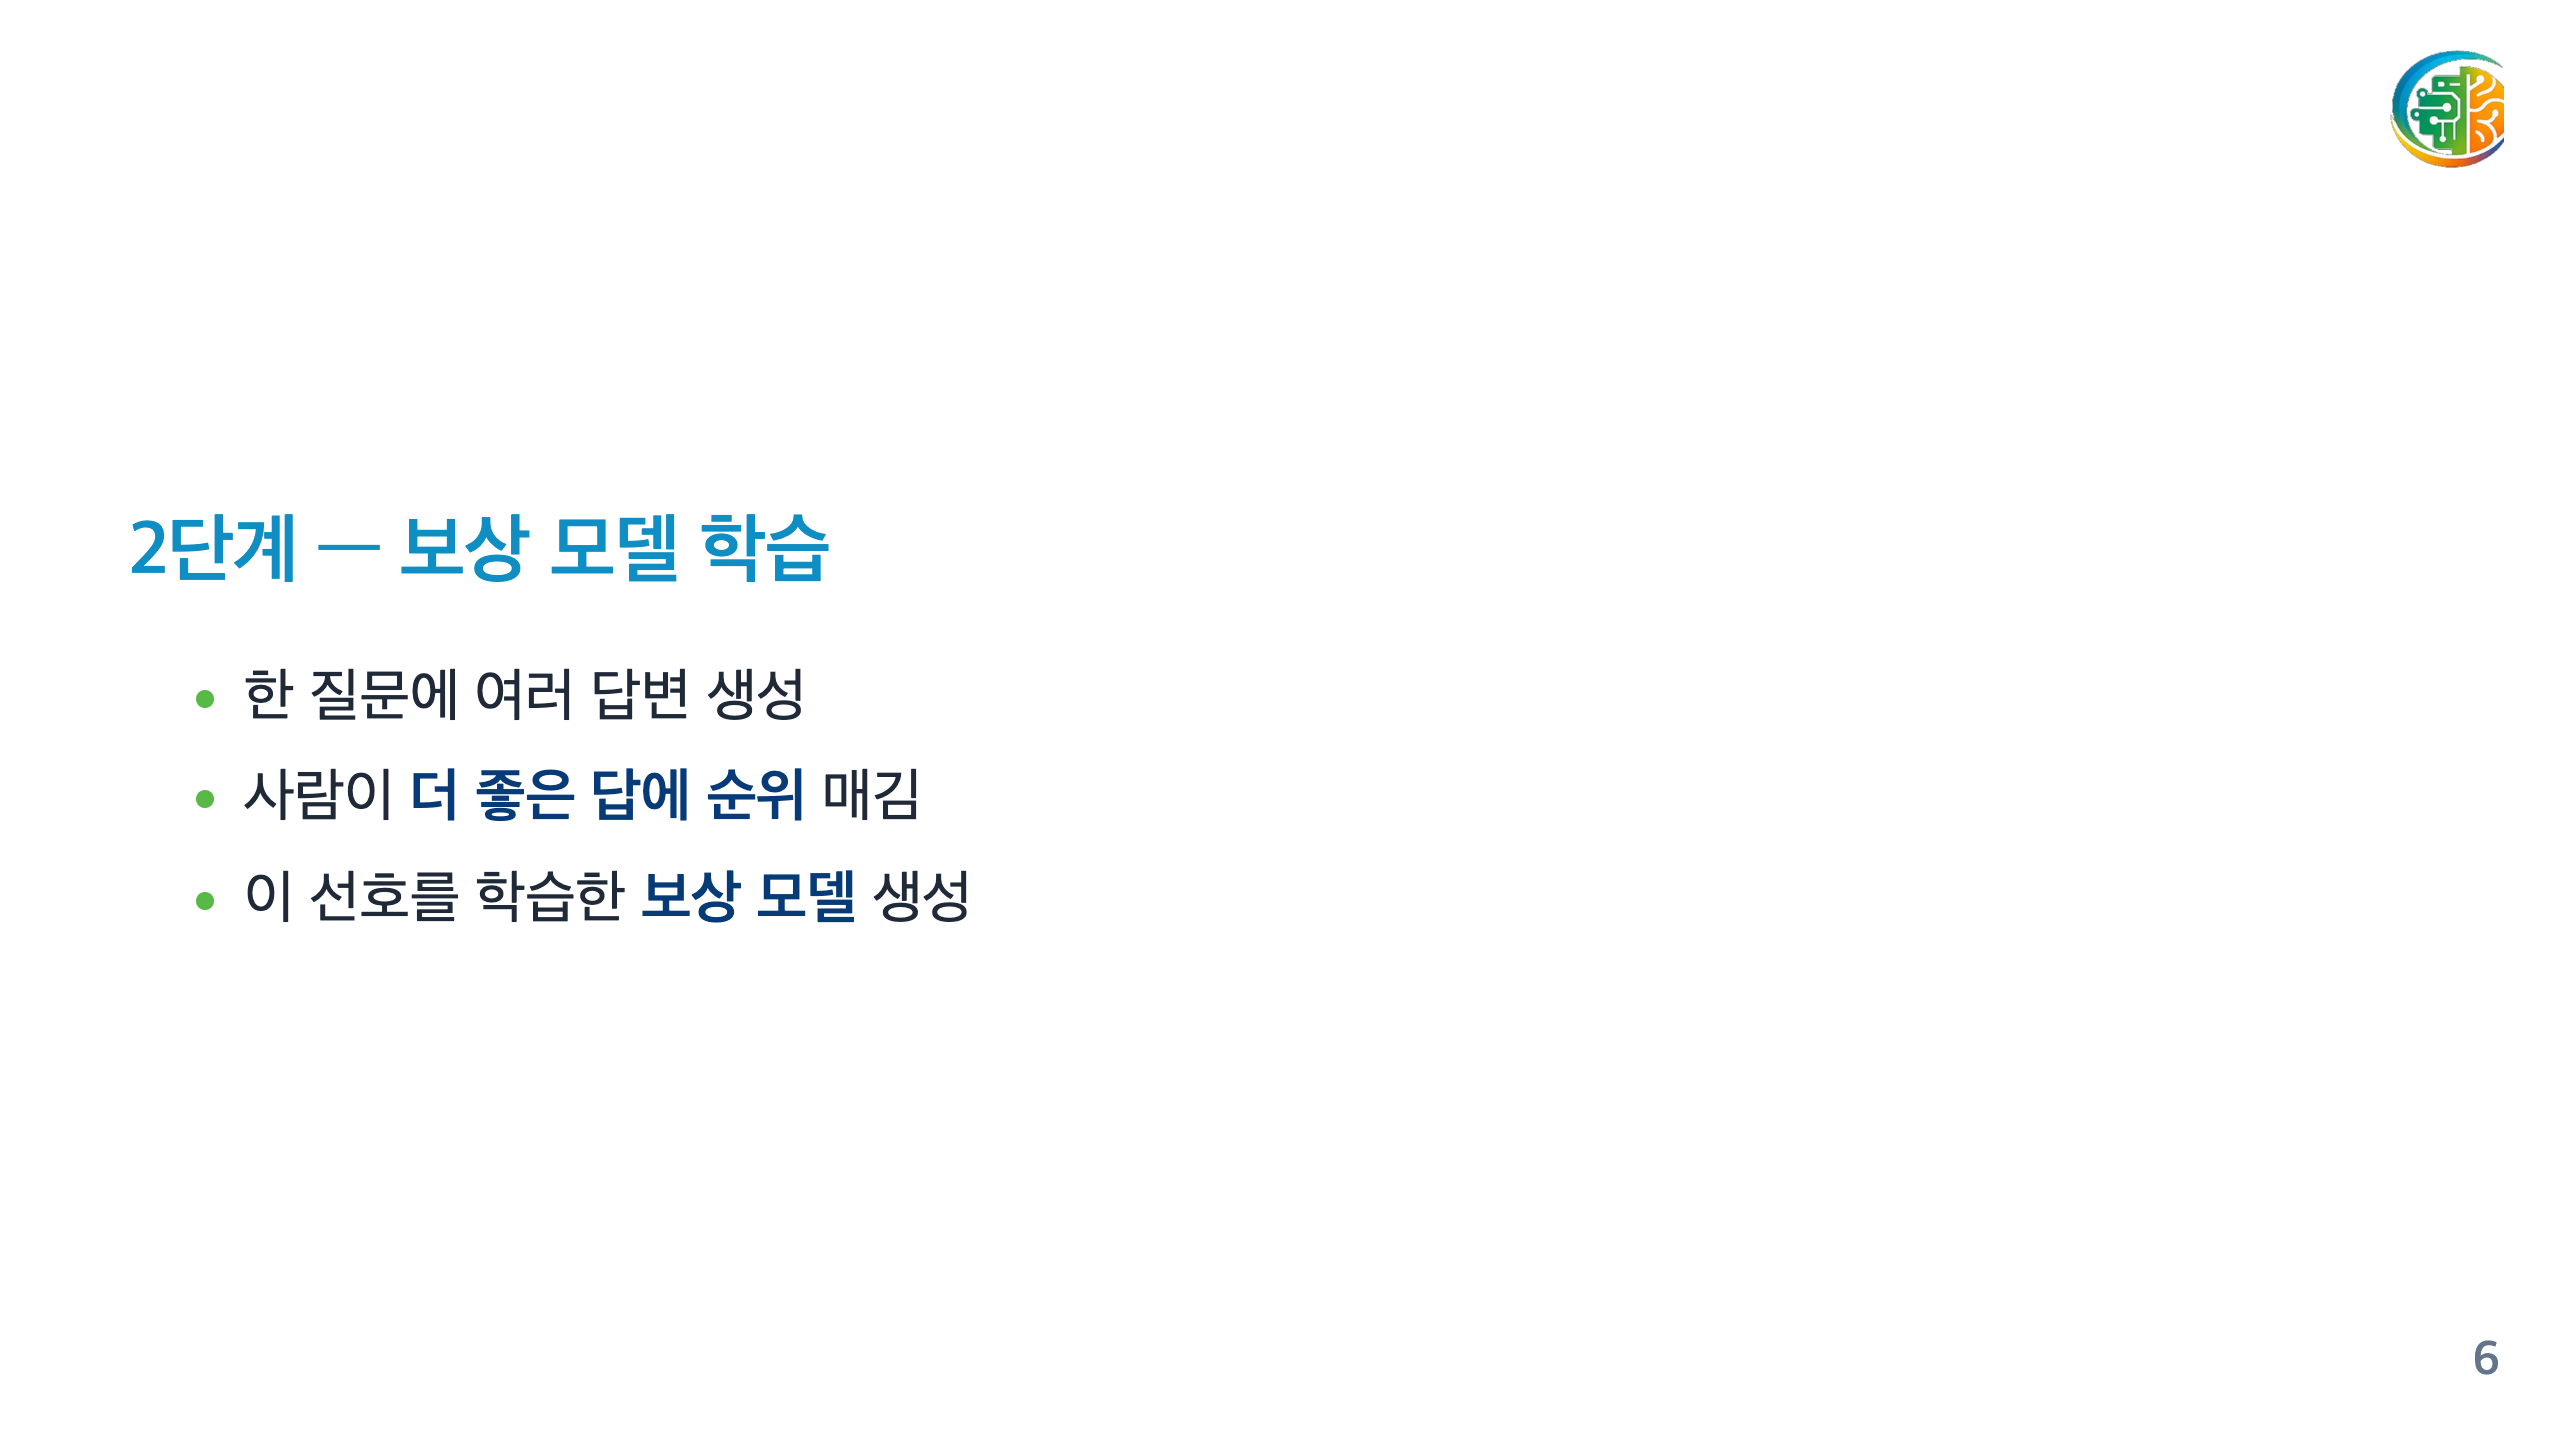 2단계 — 보상 모델 학습
• 한 질문에 여러 답변 생성
• 사람이 더 좋은 답에 순위 매김
• 이 선호를 학습한 보상 모델 생성
6